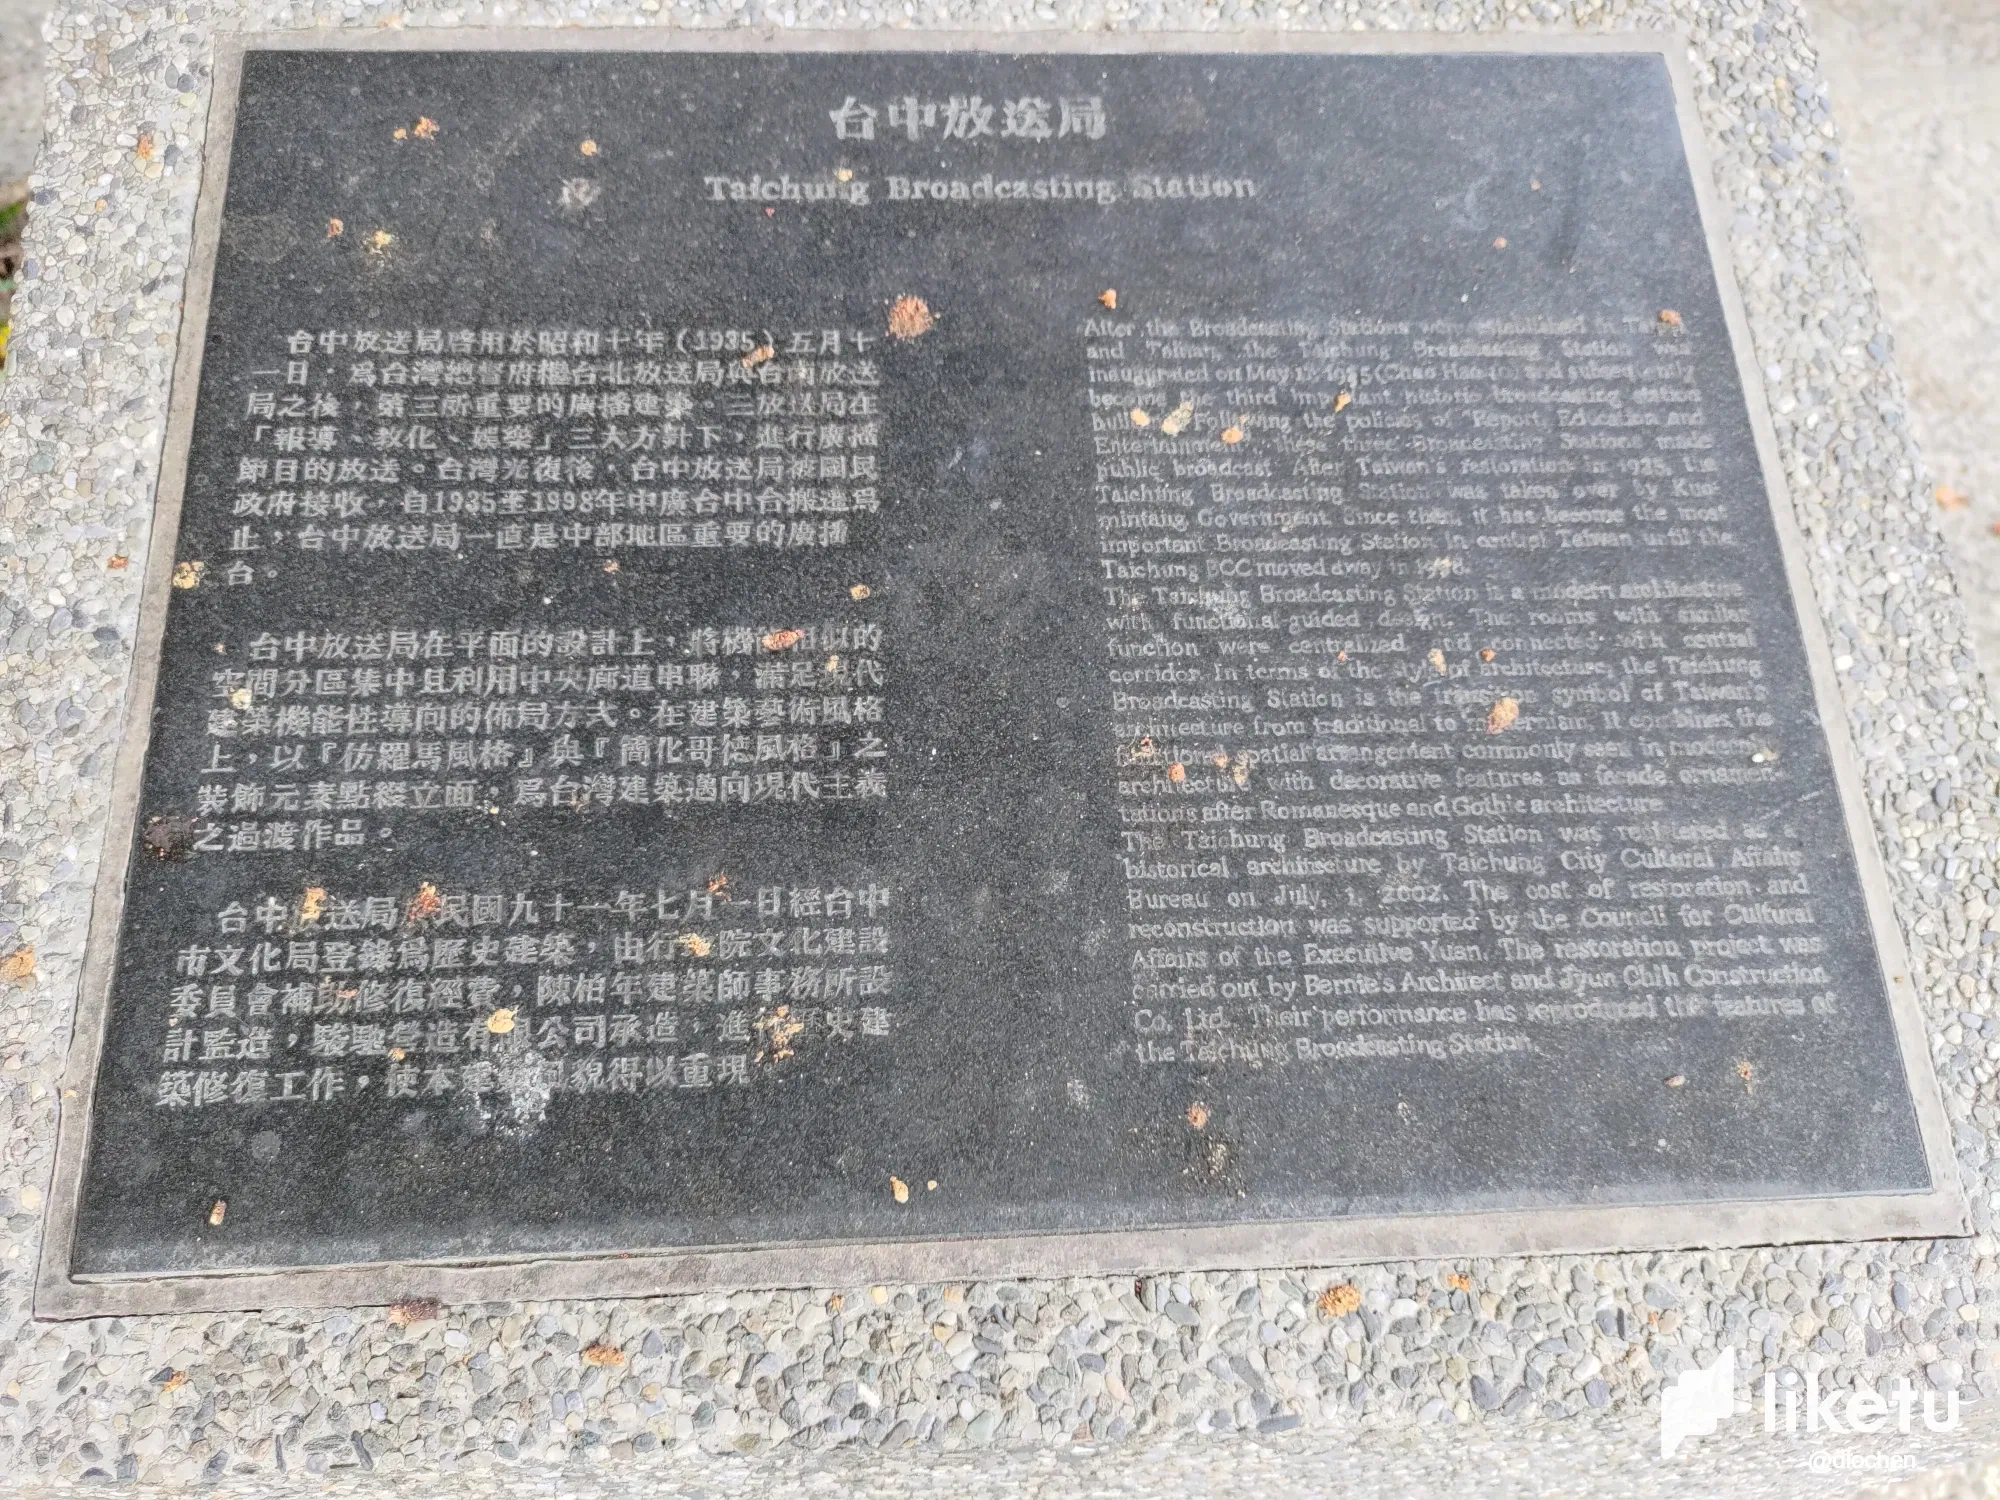 台中放送局
Taichung Broadcasting Station
台中放送局啓用於昭和十年(1935)五月十
一日,爲台灣總督府繼台北放送局與台南放送
局之後,第三所重要的廣播建築。三放送局在
「報導、教化、娛樂」三大方針下,進行廣播
節目的放送。台灣光復後,台中放送局被國民
政府接收,自1935至1998年中廣台中台搬遷爲
止,台中放送局一直是中部地區重要的廣播
台。
台中放送局在平面的設計上,將機 相似的
空間分區集中且利用中央廊道串聯,滿足現代
建築機能性導向的佈局方式。在建築藝術風格
上,以『仿羅馬風格』與『簡化哥德風格』之
裝飾元素點綴立面,爲台灣建築邁向現代主義
之過渡作品。
台中放送局 民國九十一年七月一日經台中
市文化局登錄爲歷史建築,由行 院文化建設
委員會補助修復經費,陳柏年建築師事務所設
計監造,駿馳營造有限公司承造,進 歷史建
築修復工作,使本建 風貌得以重現
After the Broadcasting Stations were established in
and Tainan, the Taichung Broadcasting Station was
inaugurated on May 1935 and subsequently
become the third important historic broadcasting station
Following the policies of "Report Education and
Entertainment", these three Broadcasting Stations made
public broadcast After Taiwan's restoration in the
Taichung Broadcasting Station was taken over by Kuo-
mintang Government. Since then, it has become the most
important Broadcasting Station in central Taiwan until the
Taichung BCC moved away in 1998.
The Taichung Broadcasting Station is a modern architecture
with functional-guided design. The rooms with similar
function were centralized and connected with central
corridor. In terms of the style of architecture, the Taichung
Broadcasting Station is the symbol of Taiwan's
architecture from traditional to modernism. It combines the
functional spatial arrangement commonly seen in modern
architecture with decorative features as facade ornamen-
tations after Romanesque and Gothic architecture
The Taichung Broadcasting Station was registered as a
historical architecture by Taichung City Cultural Affairs
Bureau on July, 1, 2002. The cost of restoration and
reconstruction was supported by the Council for Cultural
Affairs of the Executive Yuan. The restoration project was
carried out by Bernie's Architect and Jyun Chih Construction
Co. Ltd. Their performance has reproduced the features of
the Taichung Broadcasting Station.
liketu
@olochen